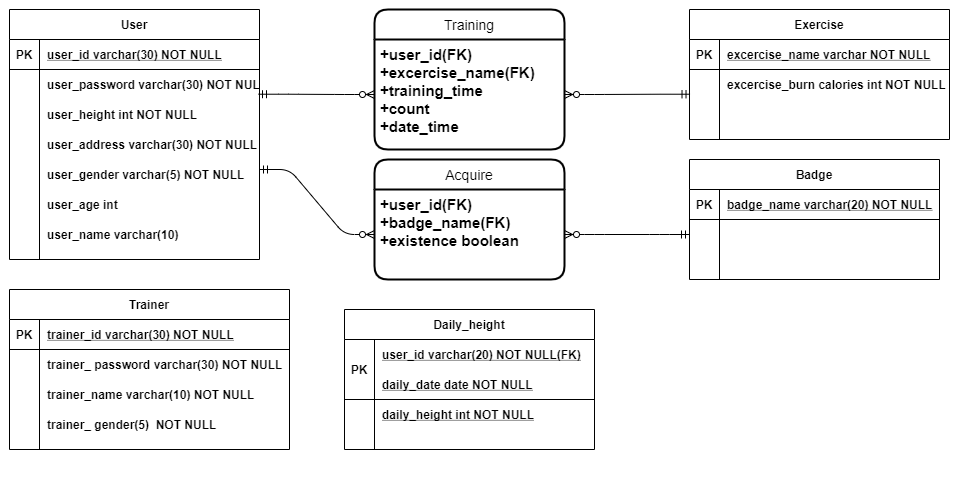 User
PK user_id varchar(30) NOT NULL
user_password varchar(30) NOT NUL
user_height int NOT NULL
user_address varchar(30) NOT NULL
user_gender varchar(5) NOT NULL
user_age int
user_name varchar(10)
Training
+user_id(FK)
+excercise_name(FK)
+training_time
+count
+date_time
Exercise
PK excercise_name varchar NOT NULL
excercise_burn calories int NOT NULL
Acquire
+user_id(FK)
+badge_name(FK)
+existence boolean
Badge
PK badge_name varchar(20) NOT NULL
Trainer
PK trainer_id varchar(30) NOT NULL
trainer_ password varchar(30) NOT NULL
trainer_name varchar(10) NOT NULL
trainer_ gender(5)  NOT NULL
Daily_height
user_id varchar(20) NOT NULL(FK)
PK
daily_date date NOT NULL
daily_height int NOT NULL